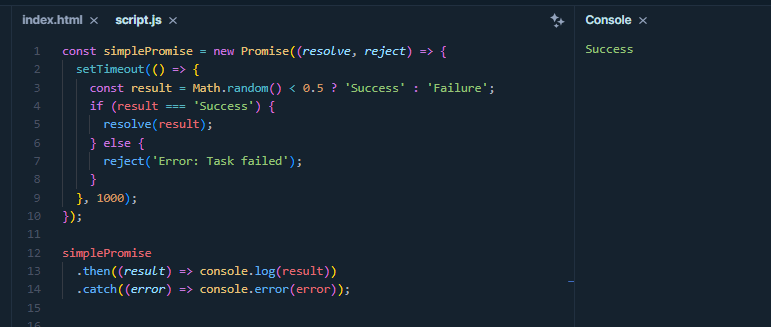 index.html × script.js × Console ×
1 const simplePromise = new Promise((resolve, reject) => {
2   setTimeout(() => {
3     const result = Math.random() < 0.5 ? 'Success' : 'Failure';
4     if (result === 'Success') {
5       resolve(result);
6     } else {
7       reject('Error: Task failed');
8     }
9   }, 1000);
10 });
11
12 simplePromise
13   .then((result) => console.log(result))
14   .catch((error) => console.error(error));
15
16
Success